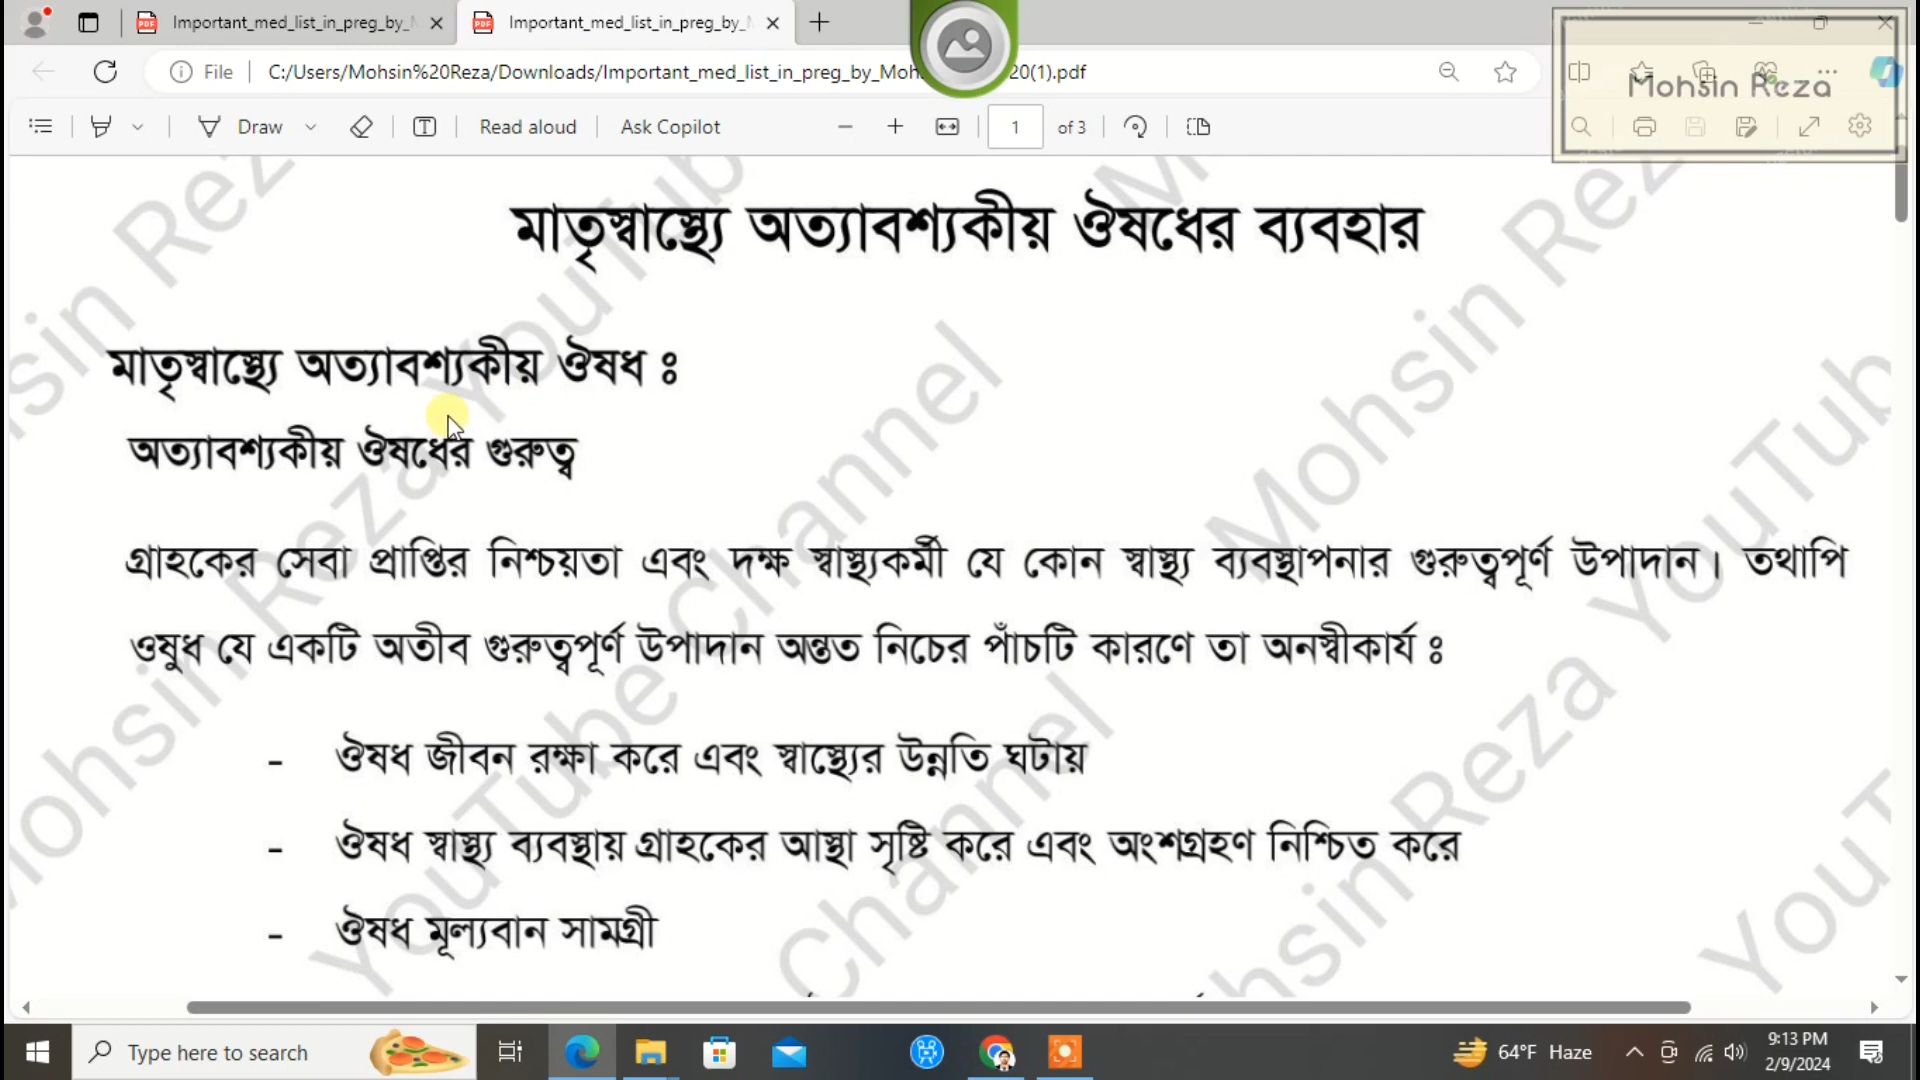 Important_med_list_in_preg_by_
Important_med_list_in_preg_by_
File
C:/Users/Mohsin%20Reza/Downloads/Important_med_list_in_preg_by_Moh
20(1).pdf
Mohsin Reza
Draw
Read aloud
Ask Copilot
1
of 3
মাতৃস্বাস্থ্যে অত্যাবশ্যকীয় ঔষধের ব্যবহার
মাতৃস্বাস্থ্যে অত্যাবশ্যকীয় ঔষধ ঃ
অত্যাবশ্যকীয় ঔষধের গুরুত্ব
গ্রাহকের সেবা প্রাপ্তির নিশ্চয়তা এবং দক্ষ স্বাস্থ্যকর্মী যে কোন স্বাস্থ্য ব্যবস্থাপনার গুরুত্বপূর্ণ উপাদান। তথাপি
ওষুধ যে একটি অতীব গুরুত্বপূর্ণ উপাদান অন্তত নিচের পাঁচটি কারণে তা অনস্বীকার্য ঃ
- ঔষধ জীবন রক্ষা করে এবং স্বাস্থ্যের উন্নতি ঘটায়
- ঔষধ স্বাস্থ্য ব্যবস্থায় গ্রাহকের আস্থা সৃষ্টি করে এবং অংশগ্রহণ নিশ্চিত করে
- ঔষধ মূল্যবান সামগ্রী
Mohsin Reza YouTube Channel
Type here to search
64°F Haze
9:13 PM
2/9/2024